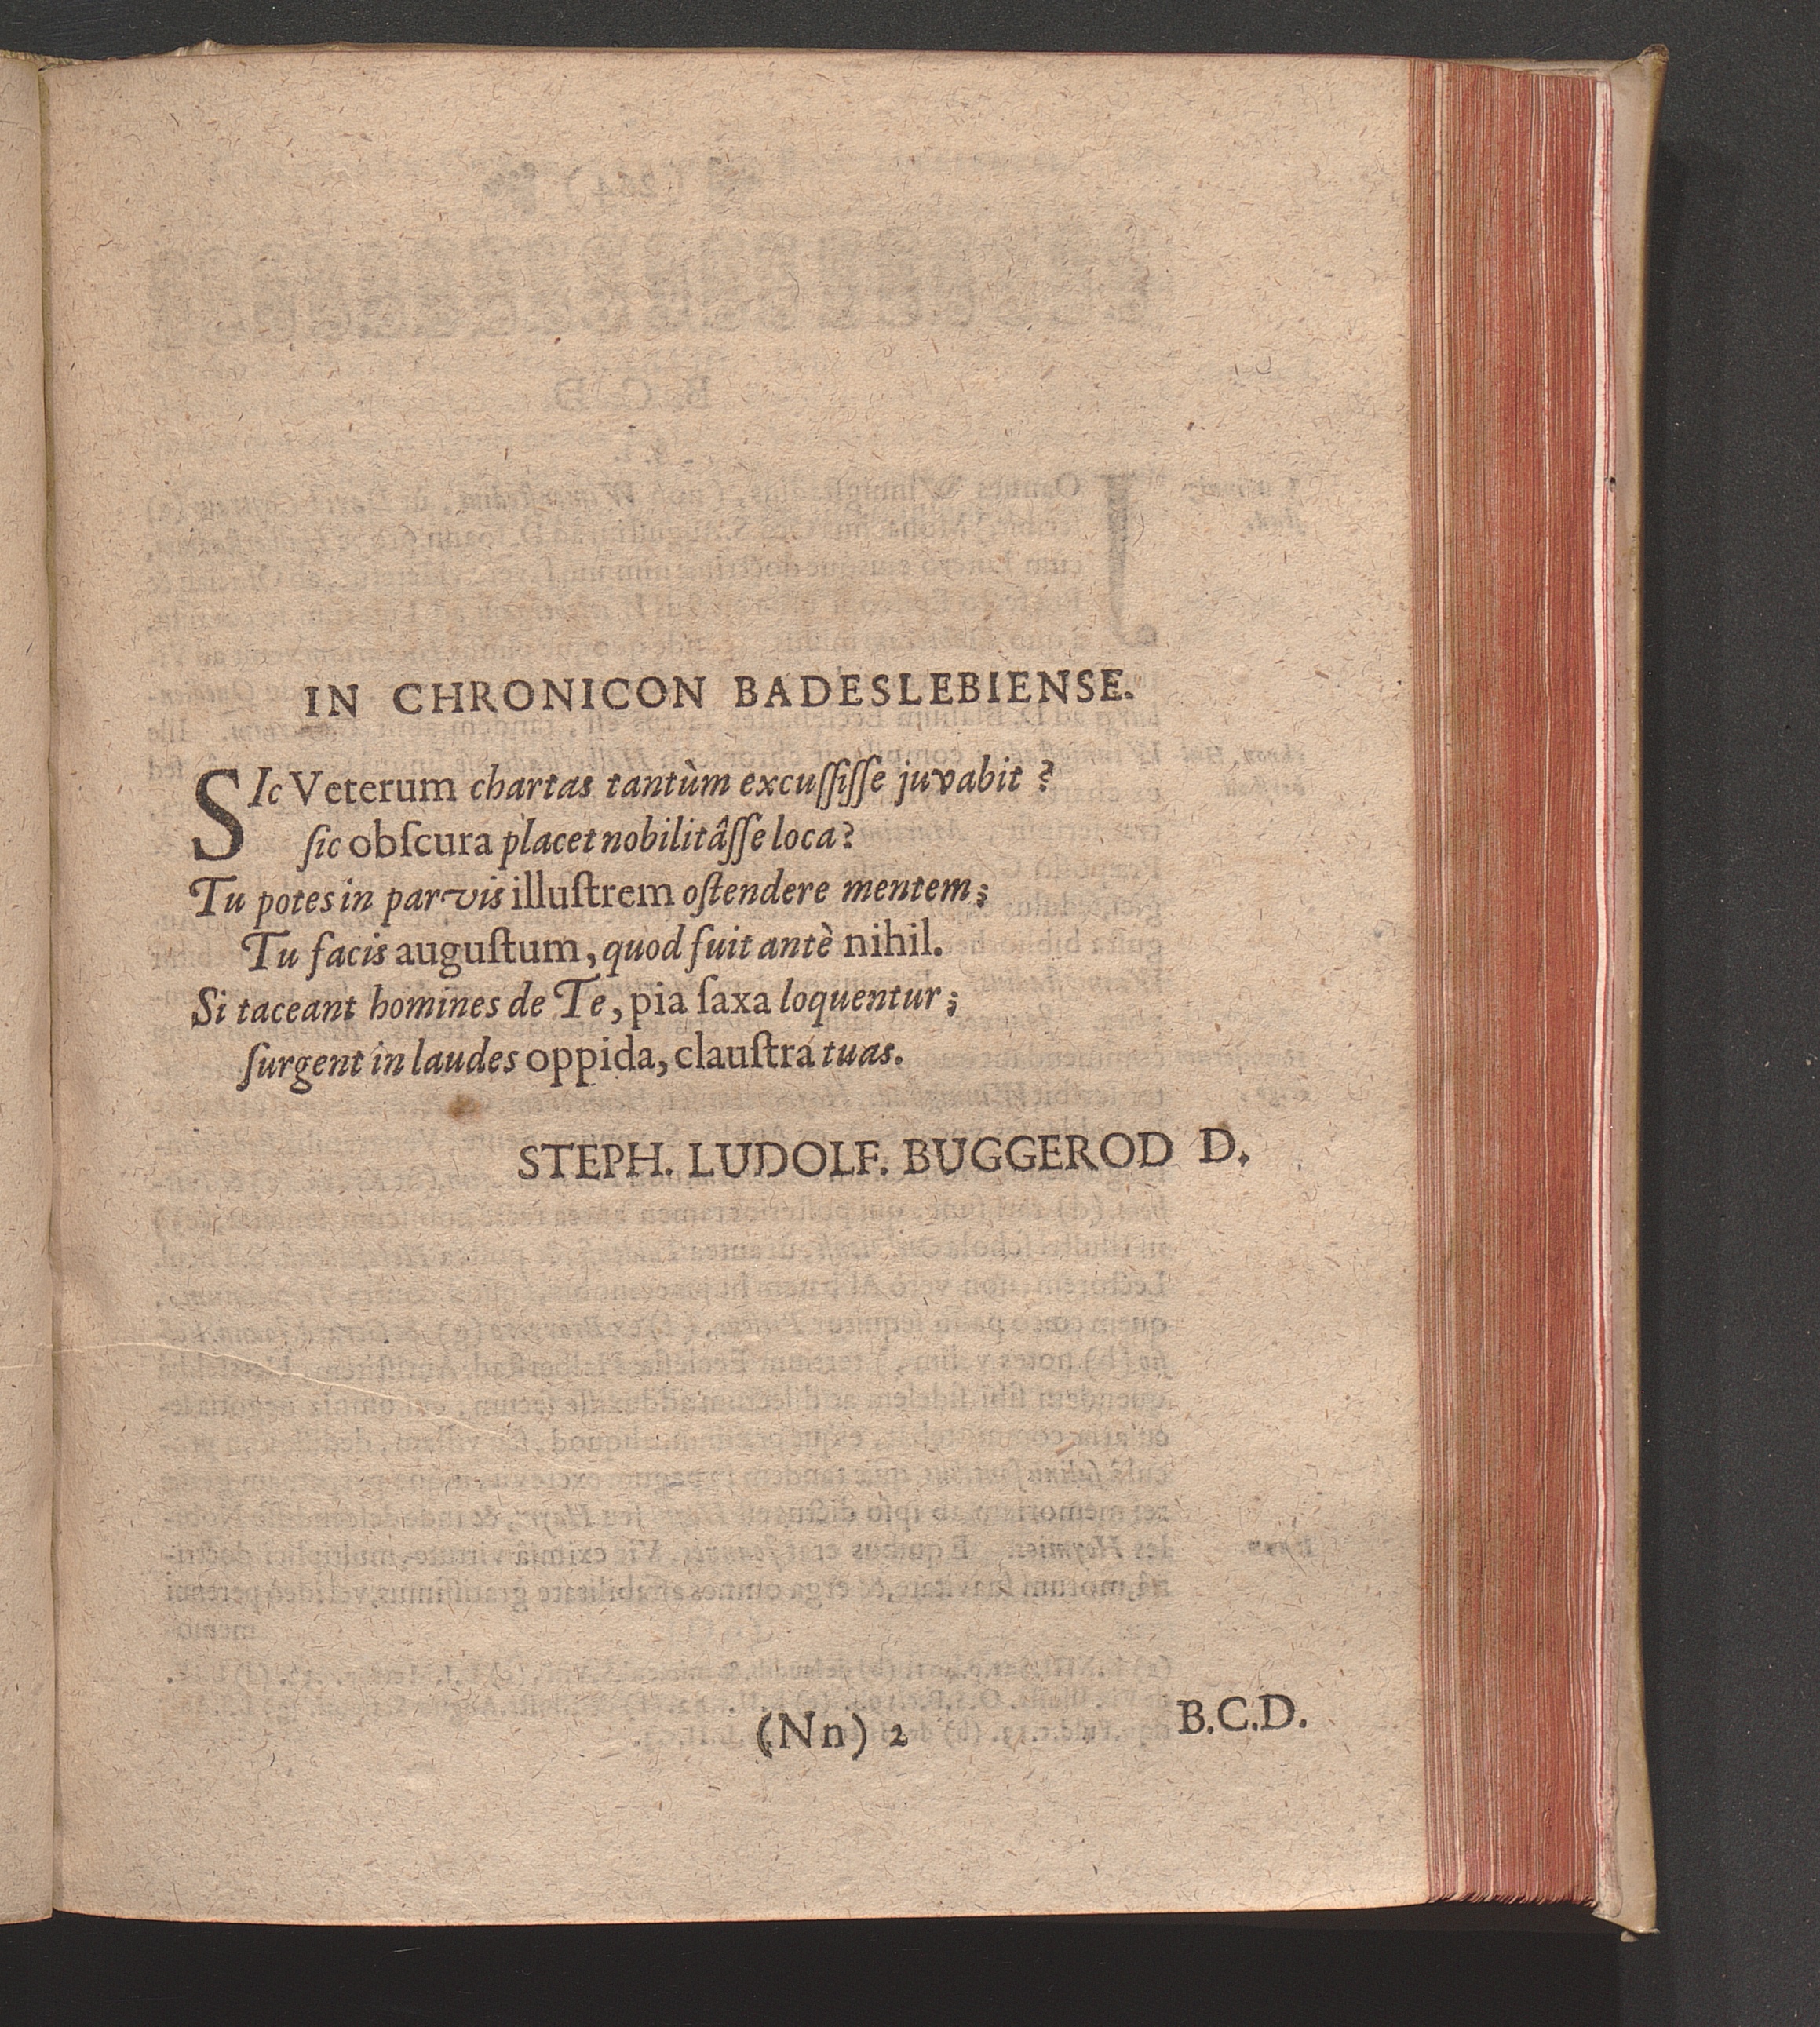 IN CHRONICON BADESLEBIENSE.
SIc Veterum chartas tantùm excuſſiſſe juvabit?
ſic obſcura placet nobilitâſſe loca?
Tu potes in parvis illuſtrem oſtendere mentem;
Tu facis auguſtum, quod fuit antè nihil.
Si taceant homines de Te, pia ſaxa loquentur;
ſurgent in laudes oppida, clauſtra tuas.
STEPH. LUDOLF. BUGGEROD D.
(Nn) 2
B.C.D.